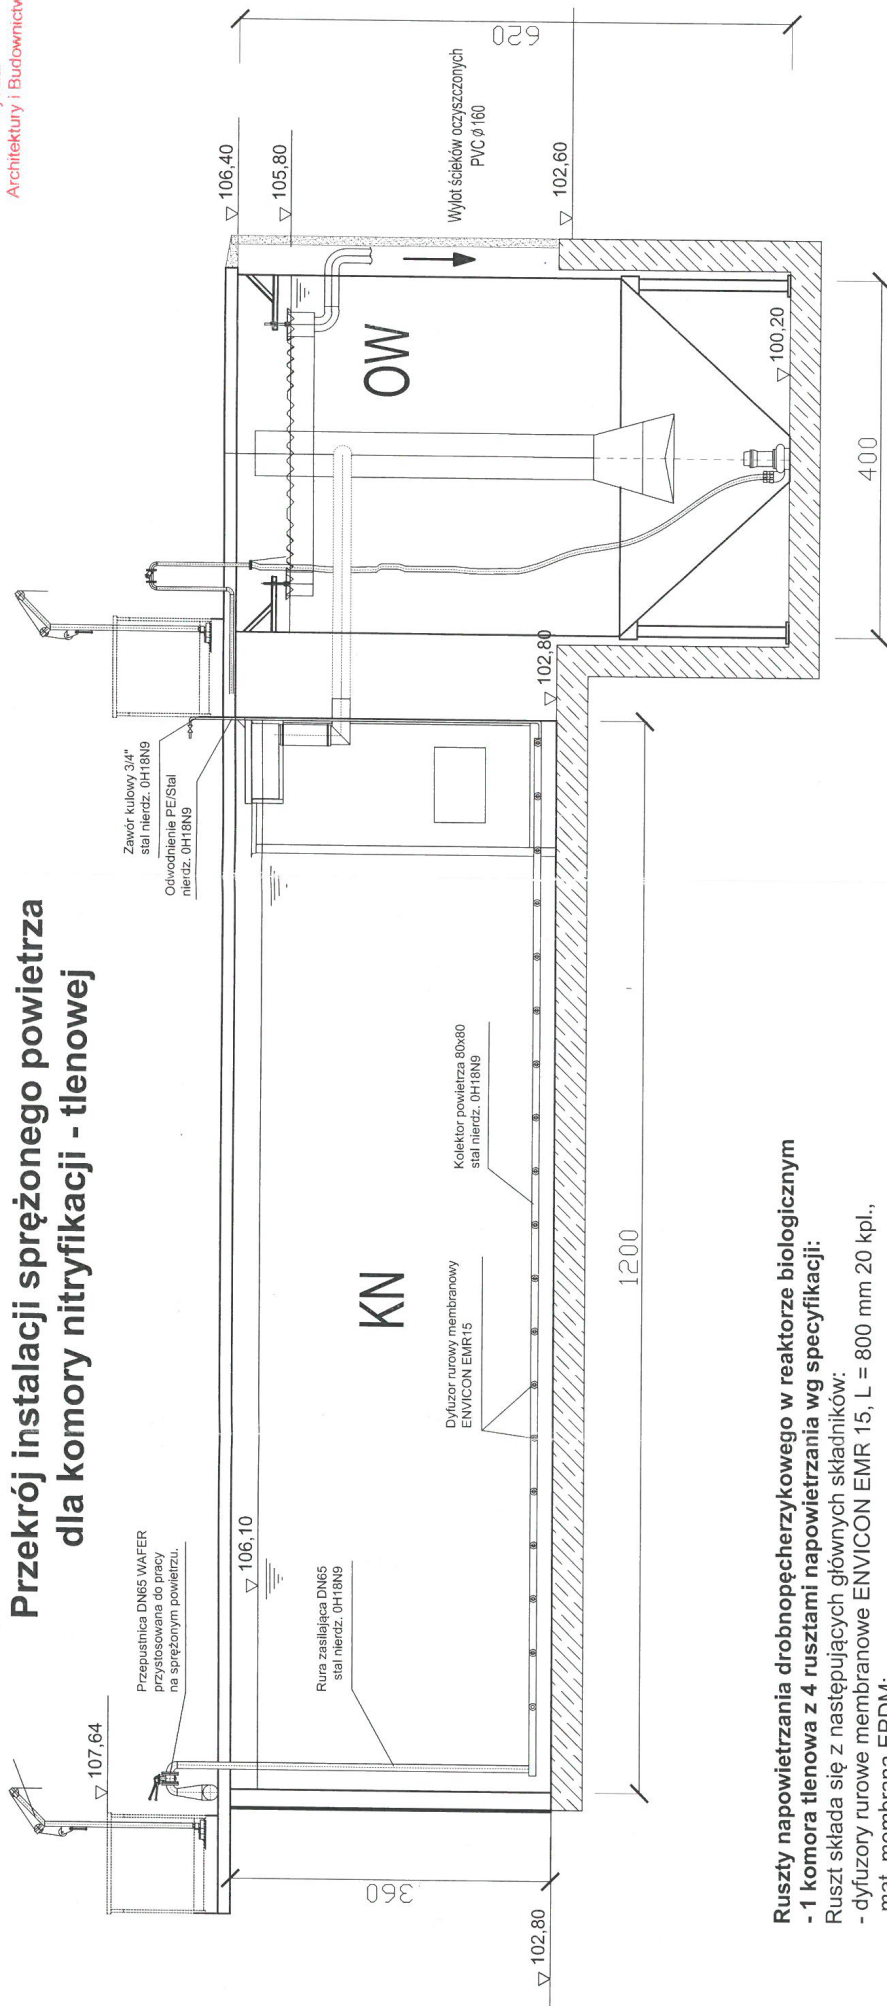 Architektury i Budownictwa
Przekrój instalacji sprężonego powietrza
dla komory nitryfikacji - tlenowej
107,64
Przepustnica DN65 WAFER
przystosowana do pracy
na sprężonym powietrzu.
106,10
Rura zasilająca DN65
stal nierdz. 0H18N9
360
102,80
KN
Dyfuzor rurowy membranowy
ENVICON EMR15
Kolektor powietrza 80x80
stal nierdz. 0H18N9
1200
Zawór kulowy 3/4"
stal nierdz. 0H18N9
Odwodnienie PE/Stal
nierdz. 0H18N9
102,80
OW
106,40
105,80
Wylot ścieków oczyszczonych
PVC ø160
102,60
100,20
400
620
Ruszty napowietrzania drobnopęcherzykowego w reaktorze biologicznym
- 1 komora tlenowa z 4 rusztami napowietrzania wg specyfikacji:
Ruszt składa się z następujących głównych składników:
- dyfuzory rurowe membranowe ENVICON EMR 15, L = 800 mm 20 kpl.,
mat. membrana EPDM;